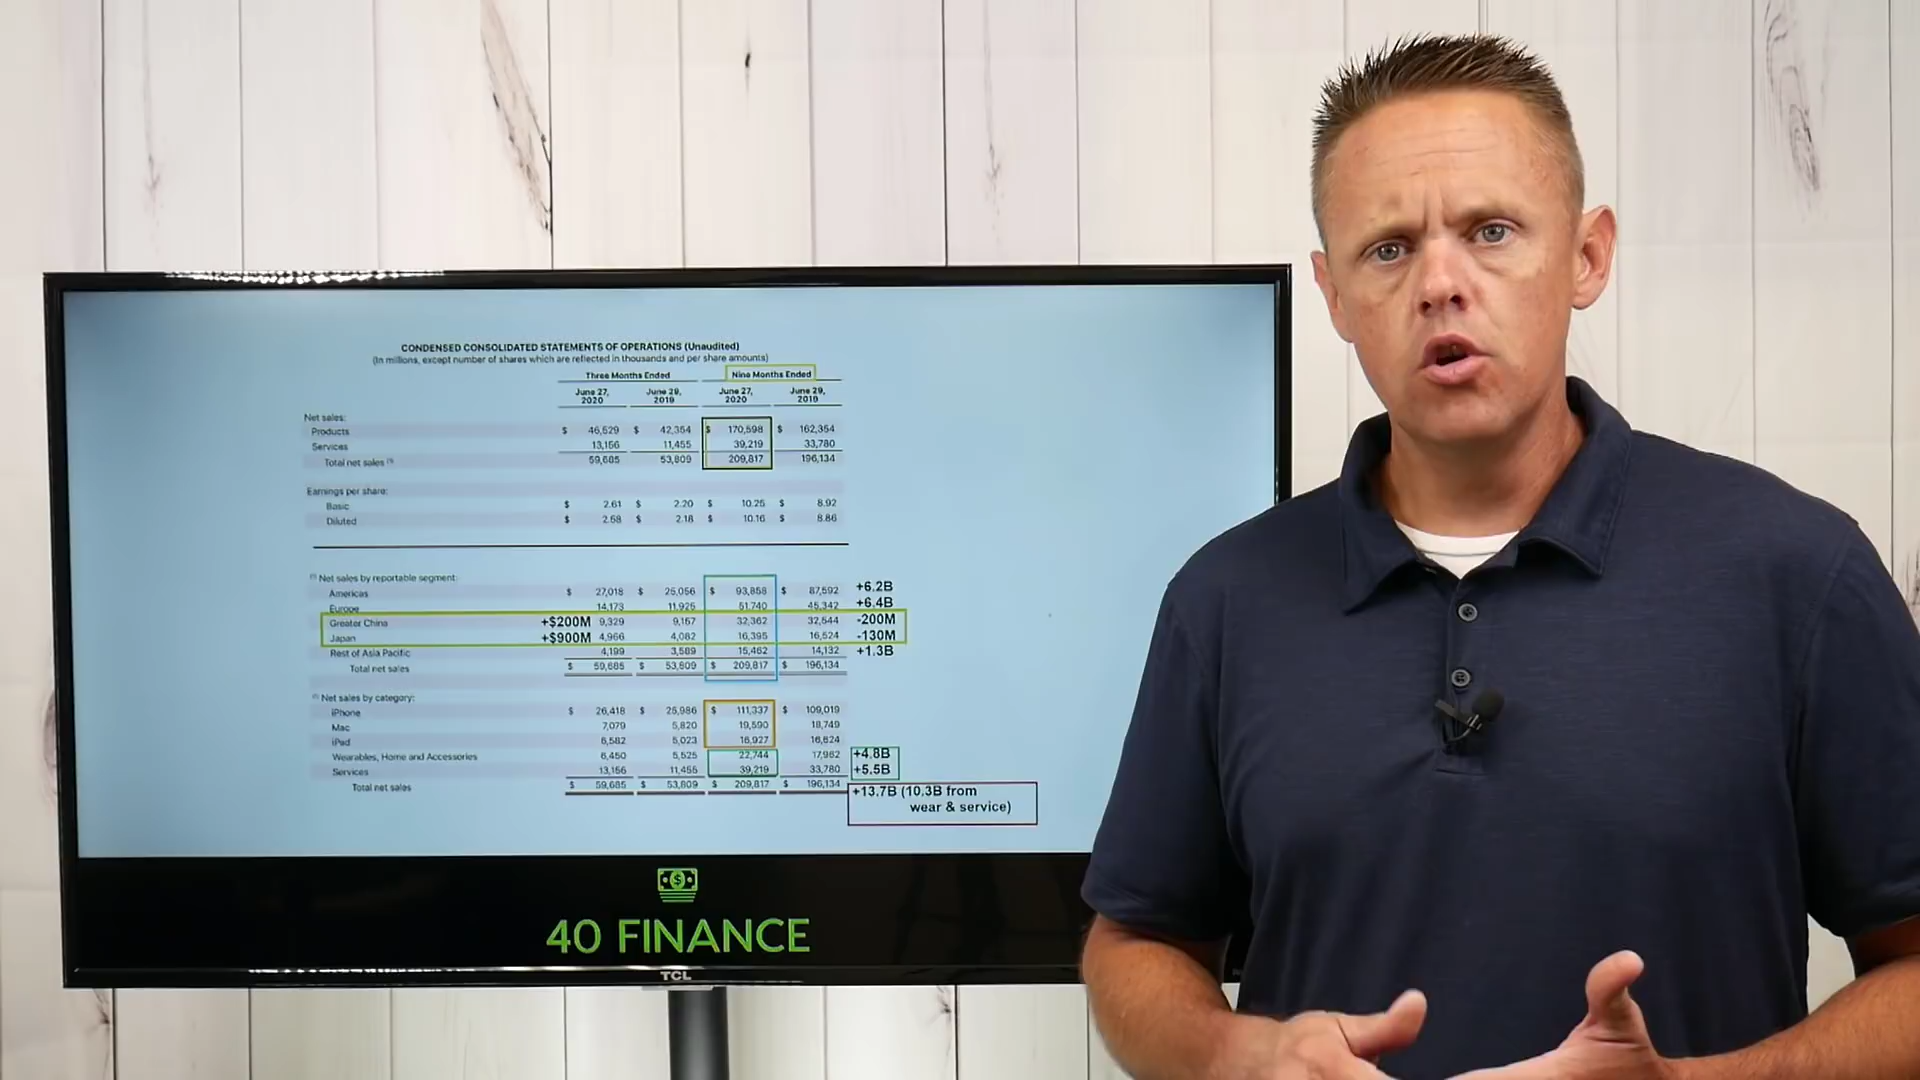 CONDENSED CONSOLIDATED STATEMENTS OF OPERATIONS (Unaudited)
(In millions, except number of shares which are reflected in thousands and per share amounts)
Three Months Ended Nine Months Ended
June 27, 2020 June 29, 2019 June 27, 2020 June 29, 2019
Net sales:
Products $ 46,529 $ 42,354 $ 170,598 $ 162,354
Services 13,156 11,455 39,219 33,780
Total net sales (1) 59,685 53,809 209,817 196,134
Earnings per share:
Basic $ 2.61 $ 2.20 $ 10.25 $ 8.92
Diluted $ 2.58 $ 2.18 $ 10.16 $ 8.86
(1) Net sales by reportable segment:
Americas $ 27,018 $ 25,056 $ 93,858 $ 87,592 +6.2B
Europe 14,173 11,925 51,740 45,342 +6.4B
Greater China +$200M 9,329 9,157 32,362 32,544 -200M
Japan +$900M 4,966 4,082 16,395 16,524 -130M
Rest of Asia Pacific 4,199 3,589 15,462 14,132 +1.3B
Total net sales $ 59,685 $ 53,809 $ 209,817 $ 196,134
(1) Net sales by category:
iPhone $ 26,418 $ 25,986 $ 111,337 $ 109,019
Mac 7,079 5,820 19,590 18,749
iPad 6,582 5,023 16,927 16,624
Wearables, Home and Accessories 6,450 5,525 22,744 17,962 +4.8B
Services 13,156 11,455 39,219 33,780 +5.5B
Total net sales $ 59,685 $ 53,809 $ 209,817 $ 196,134
+13.7B (10.3B from
wear & service)
40 FINANCE
TCL